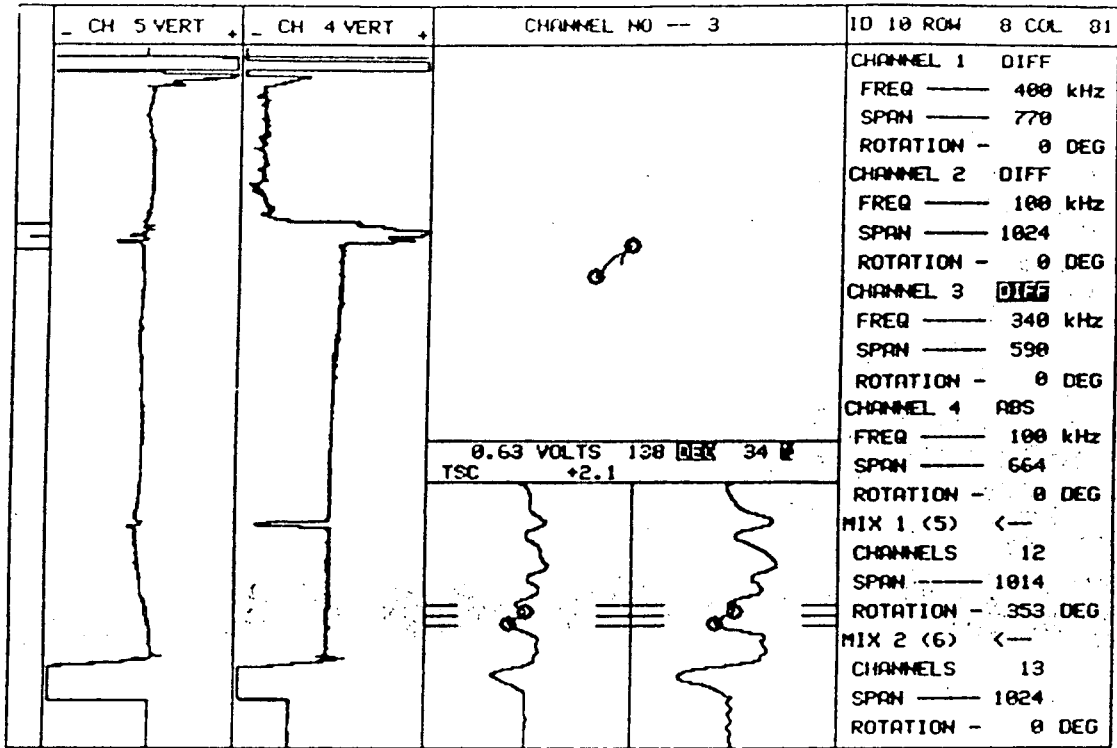 - CH 5 VERT +
- CH 4 VERT +
CHANNEL NO -- 3
0.63 VOLTS 138 DEG 34
TSC +2.1
ID 10 ROW 8 COL 81
CHANNEL 1 DIFF
FREQ ---- 400 kHz
SPAN ---- 770
ROTATION - 0 DEG
CHANNEL 2 DIFF
FREQ ---- 100 kHz
SPAN ---- 1024
ROTATION - 0 DEG
CHANNEL 3 DIFF
FREQ ---- 340 kHz
SPAN ---- 590
ROTATION - 0 DEG
CHANNEL 4 ABS
FREQ ---- 100 kHz
SPAN ---- 664
ROTATION - 0 DEG
MIX 1 (5) <--
CHANNELS 12
SPAN ---- 1014
ROTATION - 353 DEG
MIX 2 (6) <--
CHANNELS 13
SPAN ---- 1024
ROTATION - 0 DEG